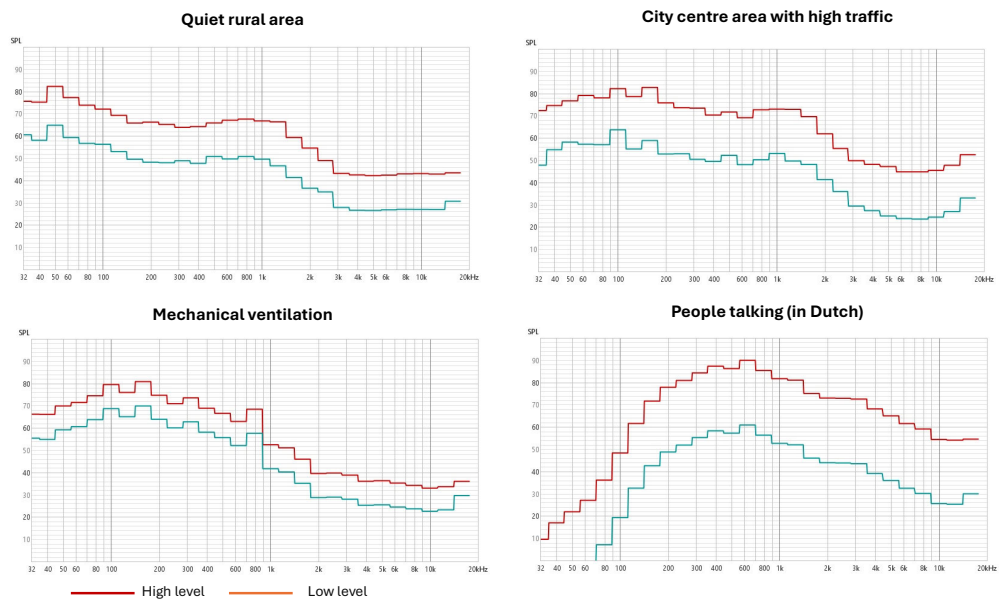 Quiet rural area
SPL
90
80
70
60
50
40
30
20
10
32 40 50 60 80 100 200 300 400 600 800 1k 2k 3k 4k 5k 6k 8k 10k 20kHz
City centre area with high traffic
SPL
90
80
70
60
50
40
30
20
10
32 40 50 60 80 100 200 300 400 600 800 1k 2k 3k 4k 5k 6k 8k 10k 20kHz
Mechanical ventilation
SPL
90
80
70
60
50
40
30
20
10
32 40 50 60 80 100 200 300 400 600 800 1k 2k 3k 4k 5k 6k 8k 10k 20kHz
People talking (in Dutch)
SPL
90
80
70
60
50
40
30
20
10
32 40 50 60 80 100 200 300 400 600 800 1k 2k 3k 4k 5k 6k 8k 10k 20kHz
High level Low level